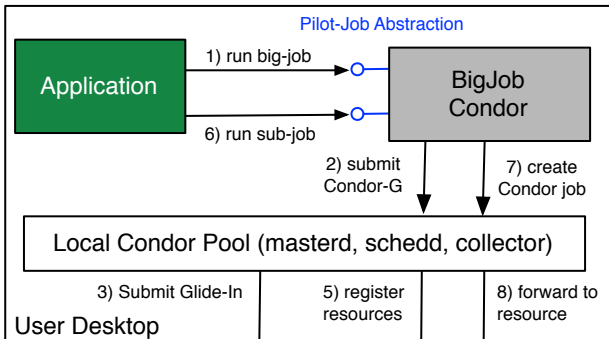 Pilot-Job Abstraction
1) run big-job
Application
BigJob
Condor
6) run sub-job
2) submit
Condor-G
7) create
Condor job
Local Condor Pool (masterd, schedd, collector)
3) Submit Glide-In
5) register
resources
8) forward to
resource
User Desktop